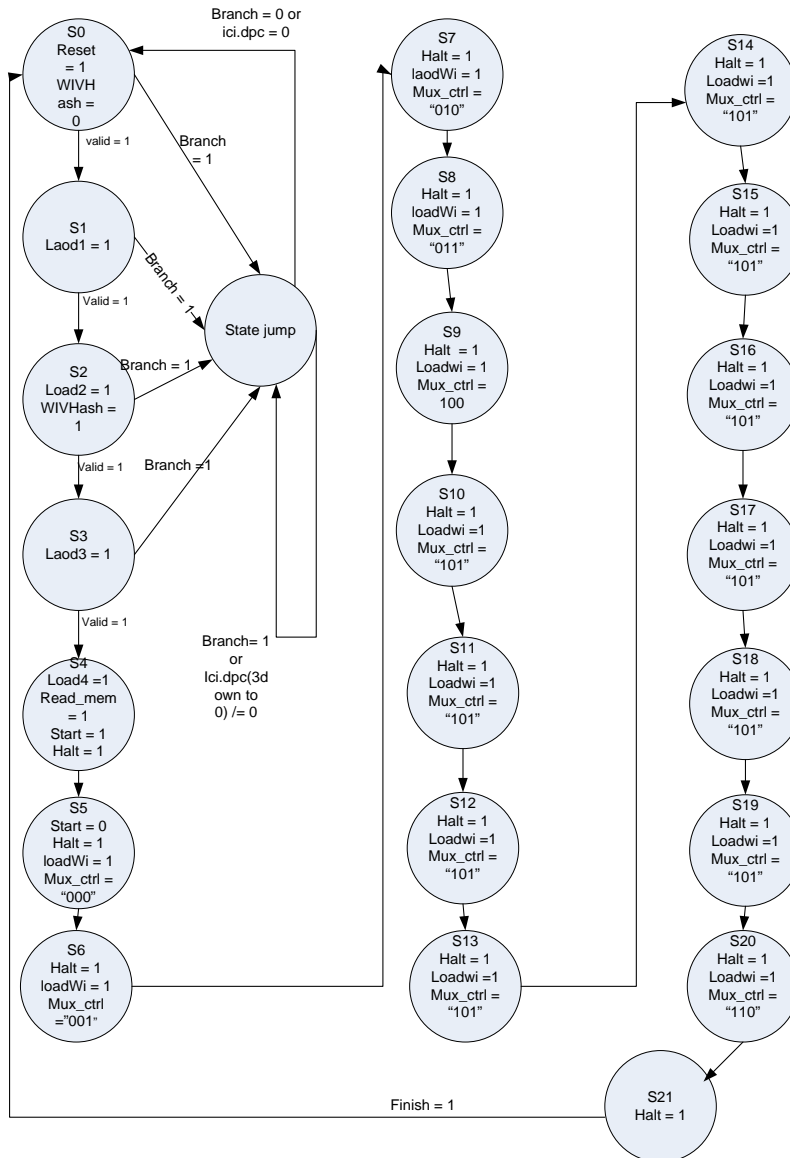 Branch = 0 or
ici.dpc = 0
S0
Reset
= 1
WIVH
ash =
0
valid = 1
Branch
= 1
S1
Laod1 = 1
Branch = 1
Valid = 1
State jump
S2
Load2 = 1
WIVHash =
1
Branch = 1
Valid = 1
Branch =1
S3
Laod3 = 1
Valid = 1
Branch= 1
or
Ici.dpc(3d
own to
0) /= 0
S4
Load4 =1
Read_mem
= 1
Start = 1
Halt = 1
S5
Start = 0
Halt = 1
loadWi = 1
Mux_ctrl =
“000”
S6
Halt = 1
loadWi = 1
Mux_ctrl
=”001”
S7
Halt = 1
laodWi = 1
Mux_ctrl =
“010”
S8
Halt = 1
loadWi = 1
Mux_ctrl =
“011”
S9
Halt = 1
Loadwi = 1
Mux_ctrl =
100
S10
Halt = 1
Loadwi =1
Mux_ctrl =
“101”
S11
Halt = 1
Loadwi =1
Mux_ctrl =
“101”
S12
Halt = 1
Loadwi =1
Mux_ctrl =
“101”
S13
Halt = 1
Loadwi =1
Mux_ctrl =
“101”
S14
Halt = 1
Loadwi =1
Mux_ctrl =
“101”
S15
Halt = 1
Loadwi =1
Mux_ctrl =
“101”
S16
Halt = 1
Loadwi =1
Mux_ctrl =
“101”
S17
Halt = 1
Loadwi =1
Mux_ctrl =
“101”
S18
Halt = 1
Loadwi =1
Mux_ctrl =
“101”
S19
Halt = 1
Loadwi =1
Mux_ctrl =
“101”
S20
Halt = 1
Loadwi =1
Mux_ctrl =
“110”
S21
Halt = 1
Finish = 1